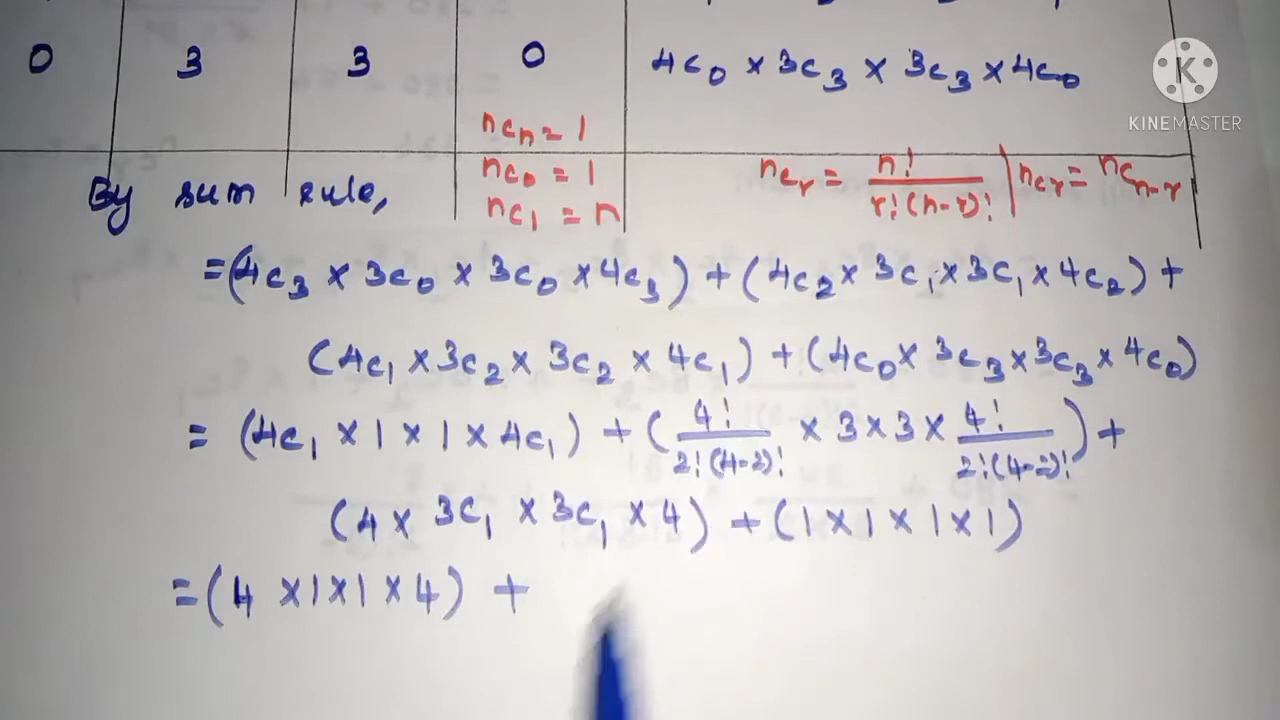 0 3 3 0 4c₀ × 3c₃ × 3c₃ × 4c₀
KINEMASTER
nCn = 1
By sum rule, nC₀ = 1 nCr = n!/r!(n-r)! | nCr = nCn-r
nC₁ = n
= (4c₃ × 3c₀ × 3c₀ × 4c₃) + (4c₂ × 3c₁ × 3c₁ × 4c₂) +
(4c₁ × 3c₂ × 3c₂ × 4c₁) + (4c₀ × 3c₃ × 3c₃ × 4c₀)
= (4c₁ × 1 × 1 × 4c₁) + (4!/2!(4-2)! × 3 × 3 × 4!/2!(4-2)!) +
(4 × 3c₁ × 3c₁ × 4) + (1 × 1 × 1 × 1)
= (4 × 1 × 1 × 4) +